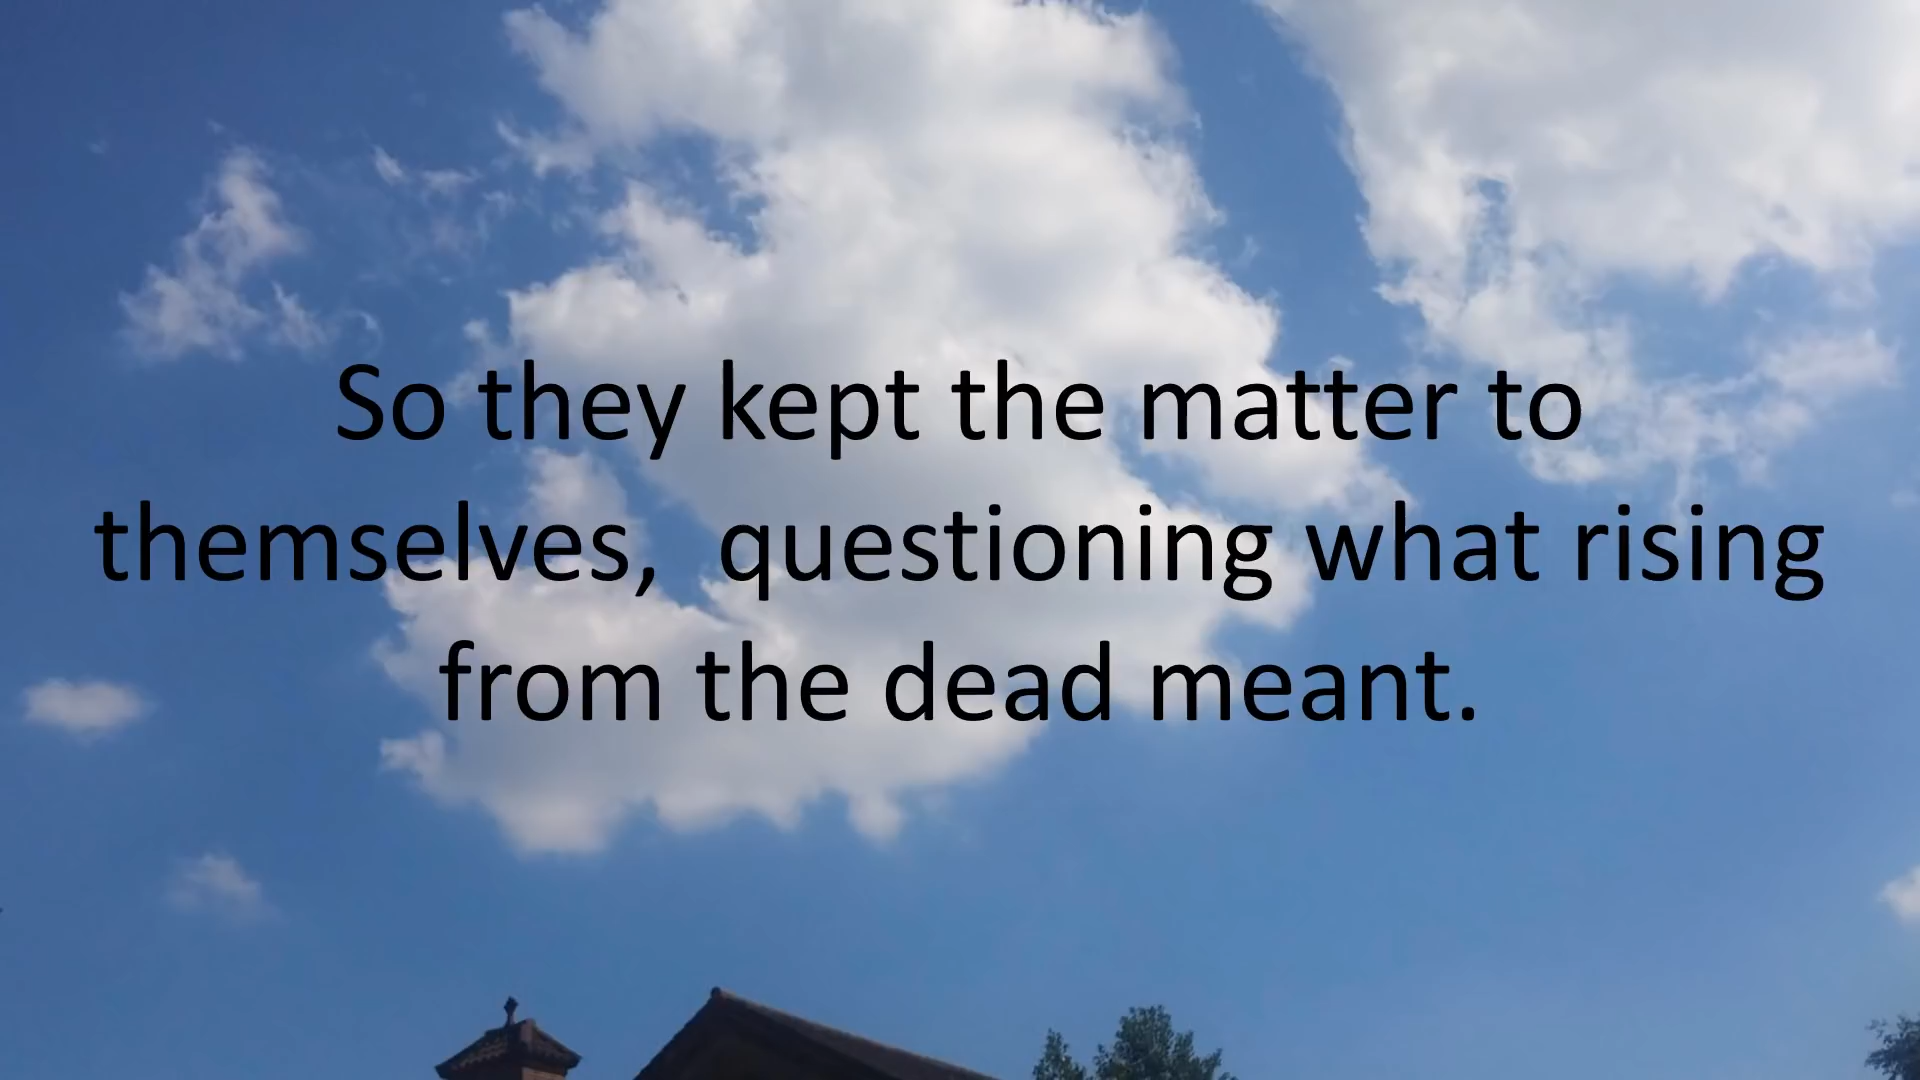 So they kept the matter to
themselves,  questioning what rising
from the dead meant.